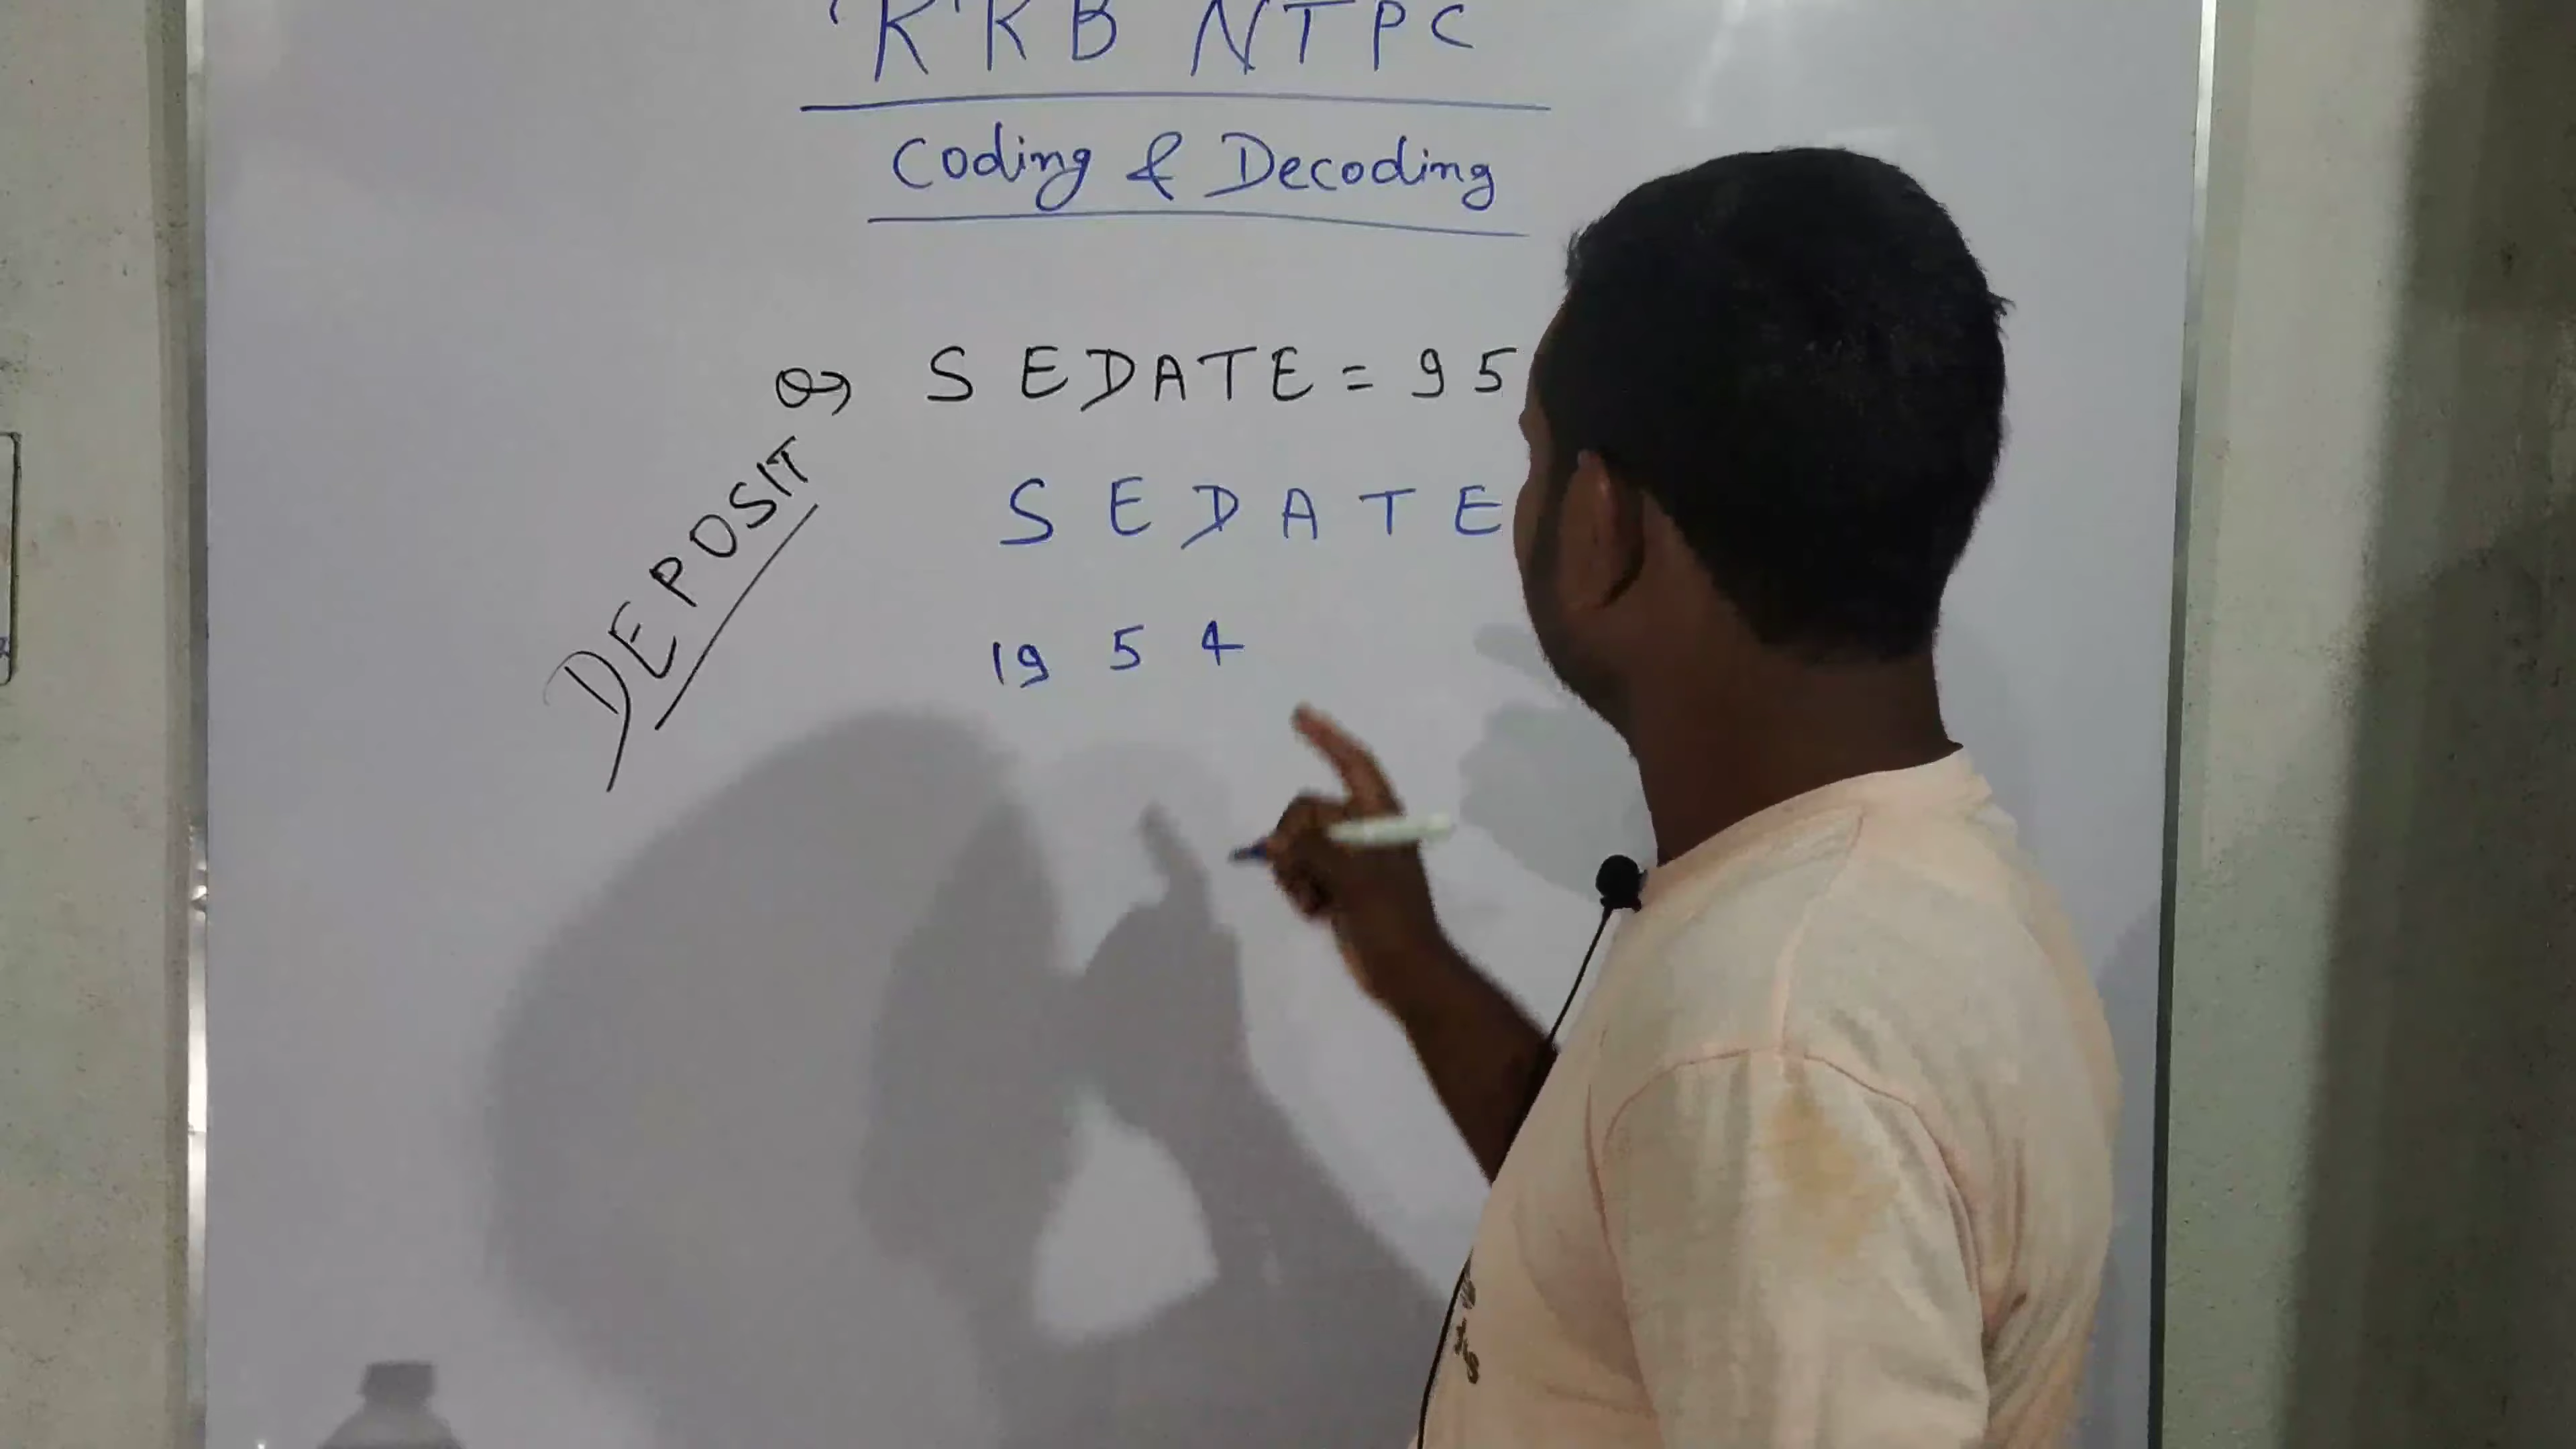 RRB NTPC
Coding & Decoding
Q) SEDATE = 95
SEDATE
DEPOSIT
19 5 4